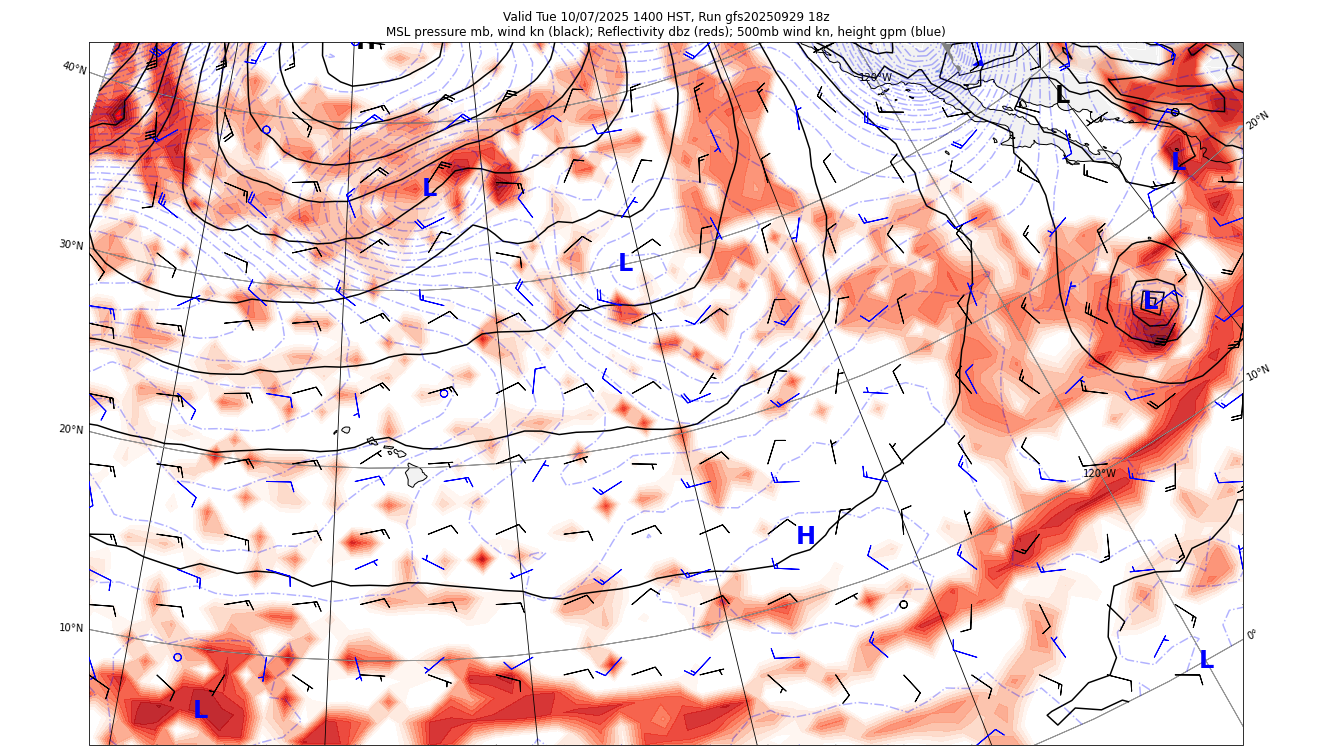 Valid Tue 10/07/2025 1400 HST, Run gfs20250929 18z
MSL pressure mb, wind kn (black); Reflectivity dbz (reds); 500mb wind kn, height gpm (blue)
H
40°N
120°W
L
20°N
L
L
30°N
L
L
10°N
20°N
120°W
H
10°N
0°
L
L